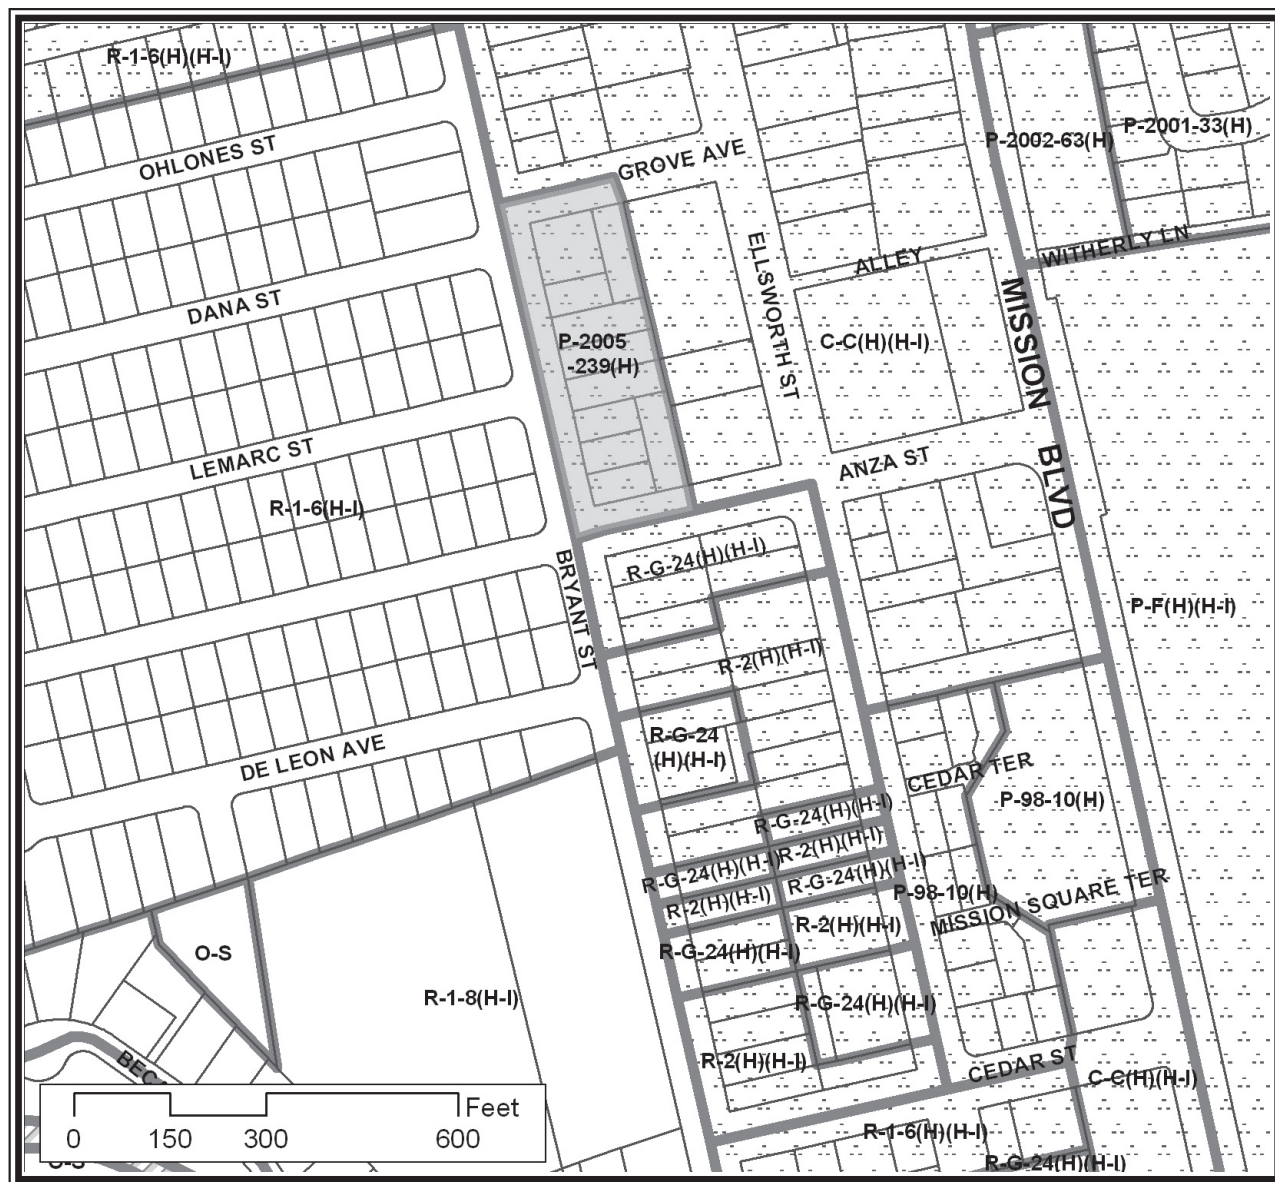 R-1-6(H)(H-I)
OHLONES ST
GROVE AVE
P-2002-63(H)
P-2001-33(H)
WITHERLY LN
ALLEY
DANA ST
ELLSWORTH ST
MISSION BLVD
C-C(H)(H-I)
P-2005
-239(H)
LEMARC ST
ANZA ST
R-1-6(H-I)
BRYANT ST
R-G-24(H)(H-I)
P-F(H)(H-I)
R-2(H)(H-I)
R-G-24
(H)(H-I)
DE LEON AVE
CEDAR TER
P-98-10(H)
R-G-24(H)(H-I)
R-2(H)(H-I)
R-G-24(H)(H-I)
R-G-24(H)(H-I)
R-2(H)(H-I)
P-98-10(H)
MISSION SQUARE TER
R-2(H)(H-I)
R-G-24(H)(H-I)
O-S
R-1-8(H-I)
R-G-24(H)(H-I)
R-2(H)(H-I)
CEDAR ST
C-C(H)(H-I)
R-1-6(H)(H-I)
R-G-24(H)(H-I)
Feet
0 150 300 600
O-S